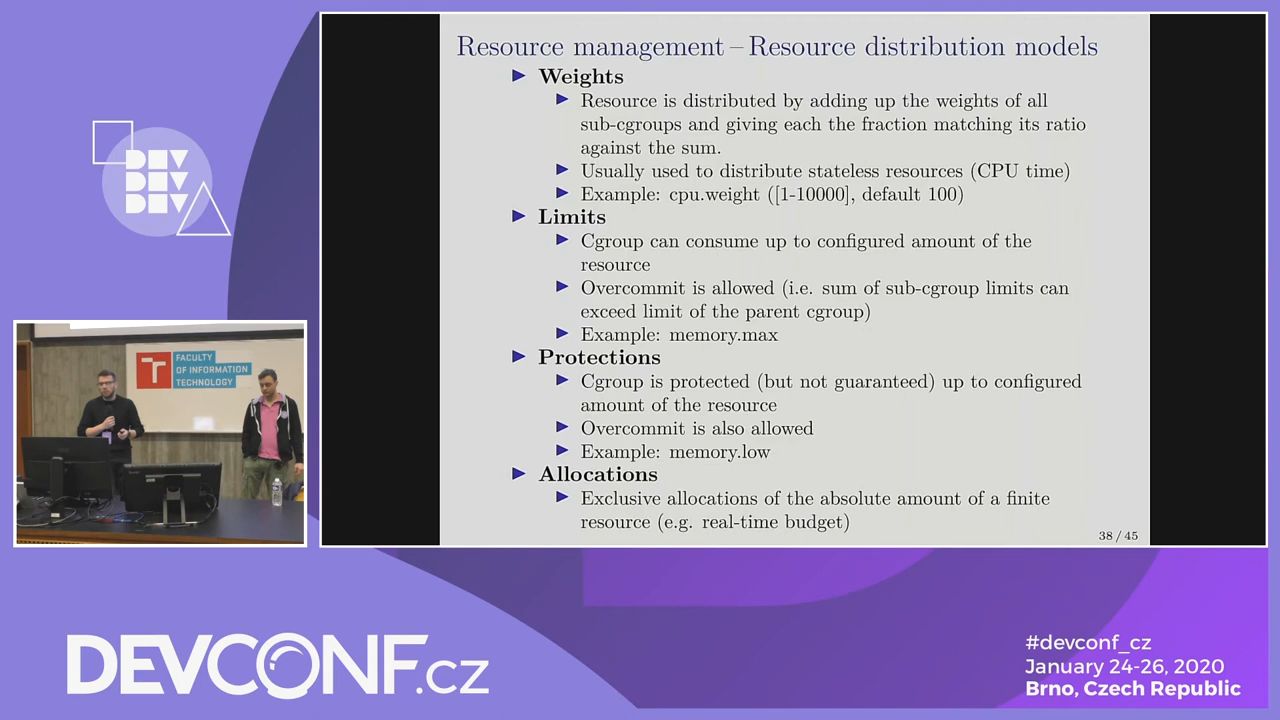 DEV
DEV
DEV
FACULTY
OF INFORMATION
TECHNOLOGY
Resource management – Resource distribution models
Weights
Resource is distributed by adding up the weights of all
sub-cgroups and giving each the fraction matching its ratio
against the sum.
Usually used to distribute stateless resources (CPU time)
Example: cpu.weight ([1-10000], default 100)
Limits
Cgroup can consume up to configured amount of the
resource
Overcommit is allowed (i.e. sum of sub-cgroup limits can
exceed limit of the parent cgroup)
Example: memory.max
Protections
Cgroup is protected (but not guaranteed) up to configured
amount of the resource
Overcommit is also allowed
Example: memory.low
Allocations
Exclusive allocations of the absolute amount of a finite
resource (e.g. real-time budget)
38 / 45
DEVCONF.cz
#devconf_cz
January 24-26, 2020
Brno, Czech Republic